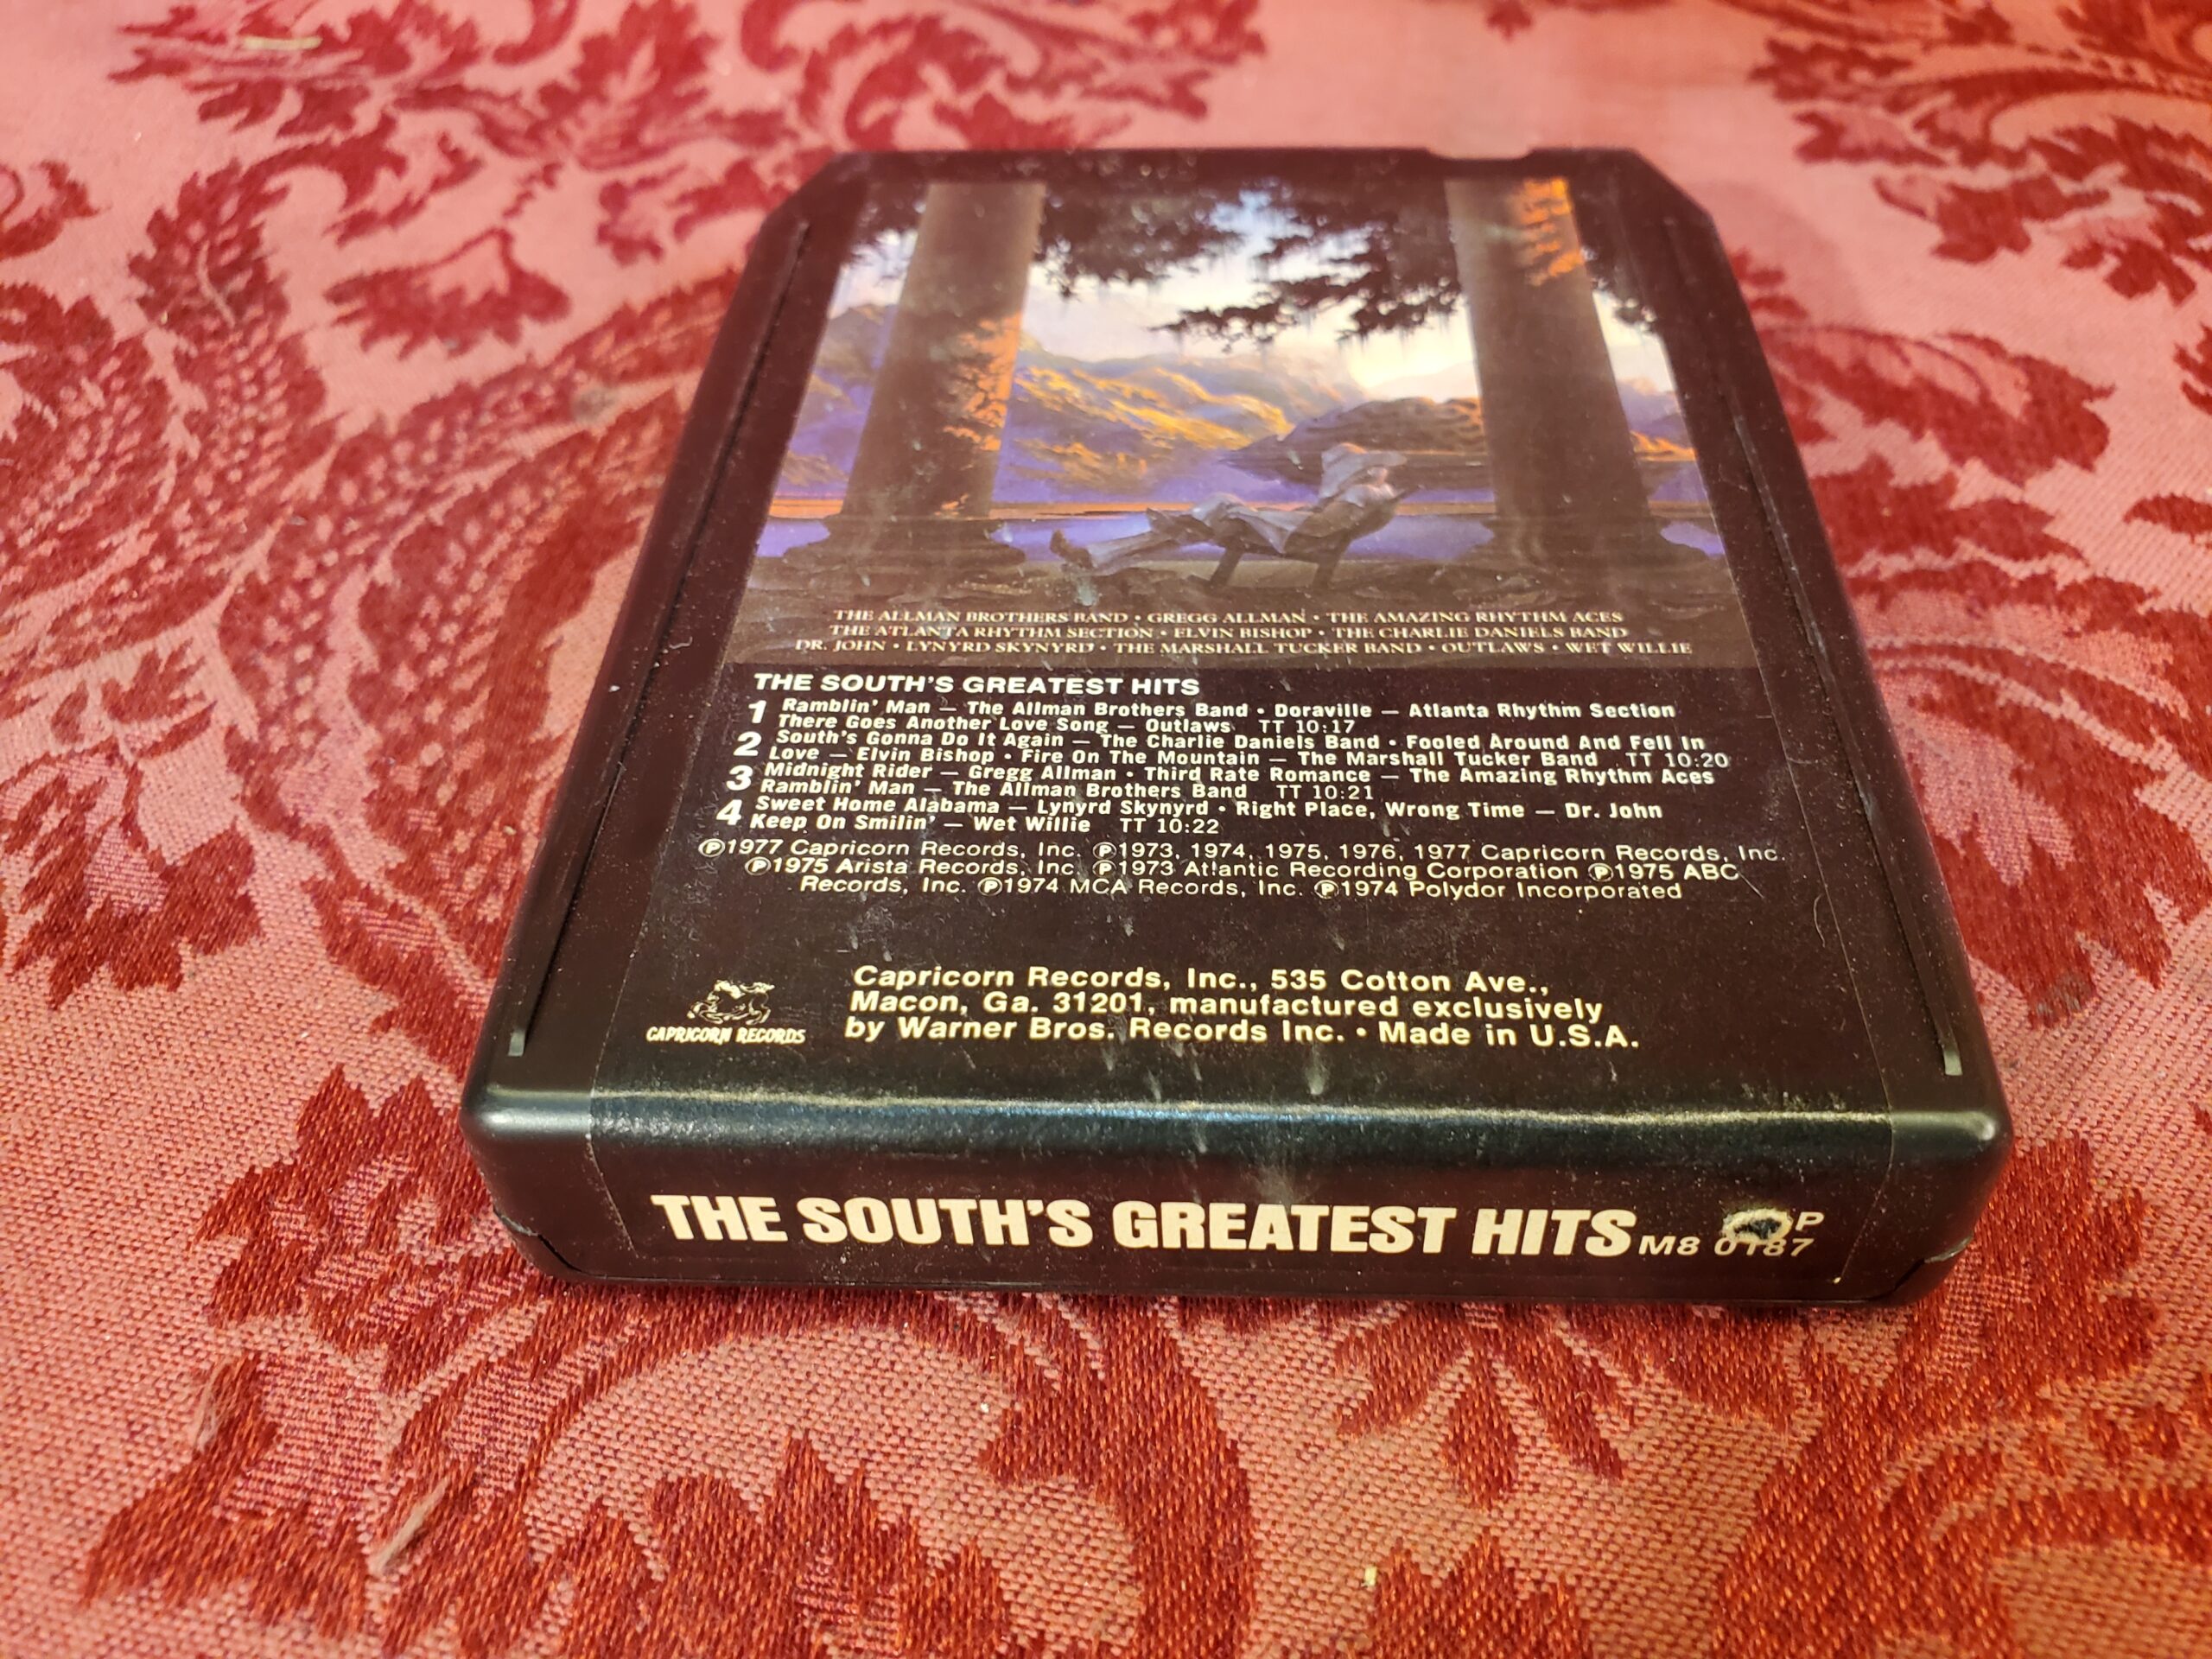 THE ALLMAN BROTHERS BAND • GREGG ALLMAN • THE AMAZING RHYTHM ACES
THE ATLANTA RHYTHM SECTION • ELVIN BISHOP • THE CHARLIE DANIELS BAND
DR. JOHN • LYNYRD SKYNYRD • THE MARSHALL TUCKER BAND • OUTLAWS • WET WILLIE
THE SOUTH'S GREATEST HITS
1 Ramblin' Man — The Allman Brothers Band • Doraville — Atlanta Rhythm Section
There Goes Another Love Song — Outlaws TT 10:17
2 South's Gonna Do It Again — The Charlie Daniels Band • Fooled Around And Fell In
Love — Elvin Bishop • Fire On The Mountain — The Marshall Tucker Band TT 10:20
3 Midnight Rider — Gregg Allman • Third Rate Romance — The Amazing Rhythm Aces
Ramblin' Man — The Allman Brothers Band TT 10:21
4 Sweet Home Alabama — Lynyrd Skynyrd • Right Place, Wrong Time — Dr. John
Keep On Smilin' — Wet Willie TT 10:22
℗1977 Capricorn Records, Inc. ℗1973, 1974, 1975, 1976, 1977 Capricorn Records, Inc.
℗1975 Arista Records, Inc. ℗1973 Atlantic Recording Corporation ℗1975 ABC
Records, Inc. ℗1974 MCA Records, Inc. ℗1974 Polydor Incorporated
Capricorn Records, Inc., 535 Cotton Ave.,
Macon, Ga. 31201, manufactured exclusively
by Warner Bros. Records Inc. • Made in U.S.A.
CAPRICORN RECORDS
THE SOUTH'S GREATEST HITS
P
M8 0187